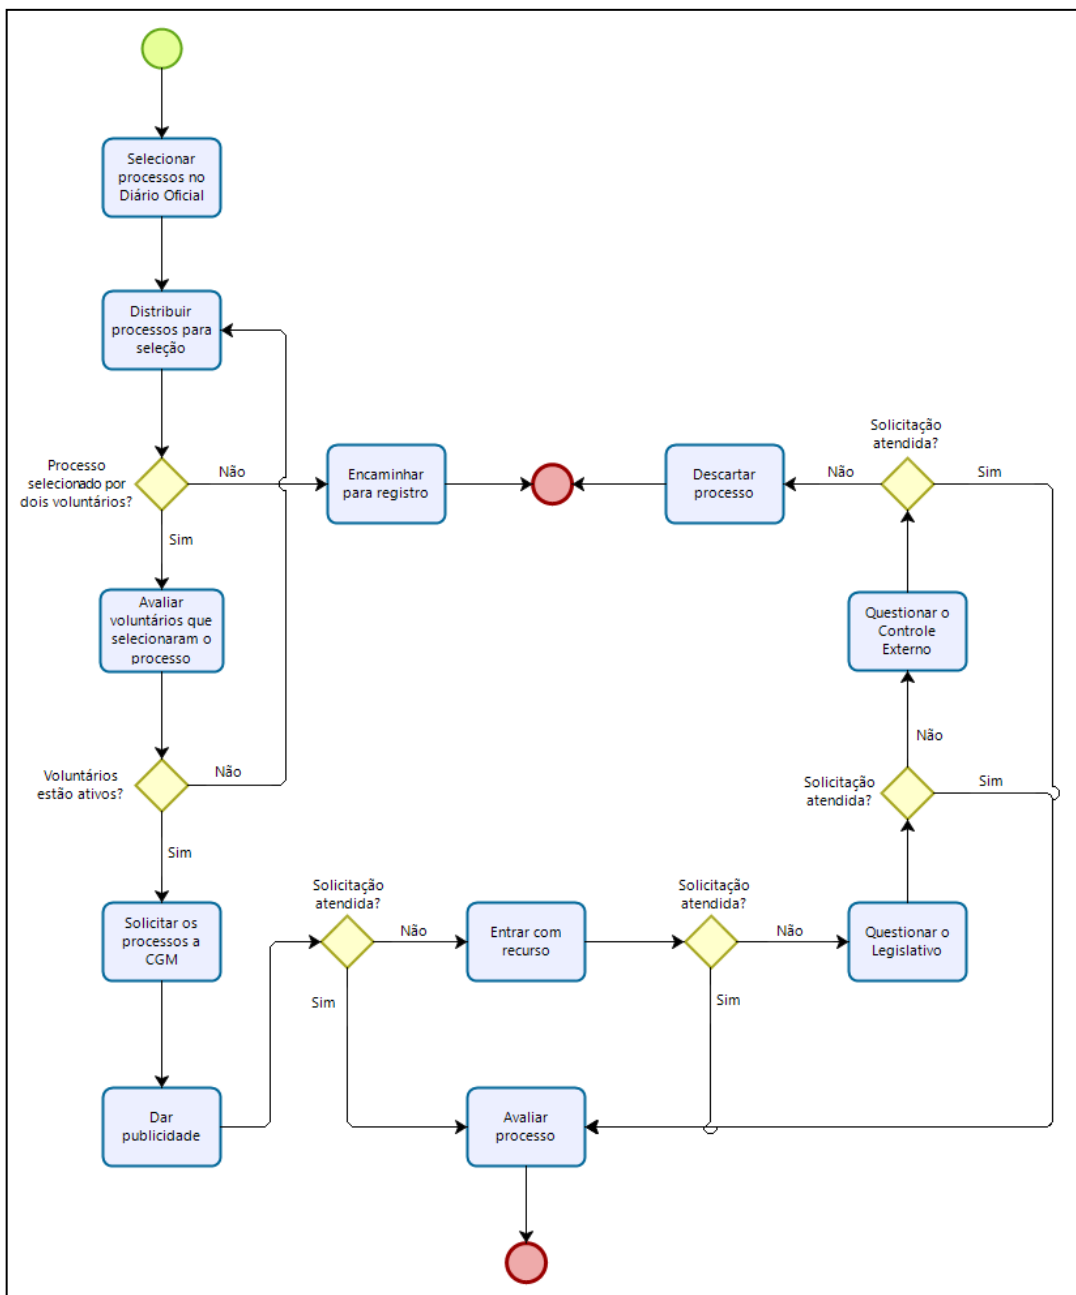 Selecionar
processos no
Diário Oficial
Distribuir
processos para
seleção
Processo
selecionado por
dois voluntários?
Não
Sim
Encaminhar
para registro
Descartar
processo
Não
Solicitação
atendida?
Sim
Avaliar
voluntários que
selecionaram o
processo
Questionar o
Controle
Externo
Não
Voluntários
estão ativos?
Não
Sim
Solicitação
atendida?
Sim
Solicitar os
processos a
CGM
Solicitação
atendida?
Não
Sim
Entrar com
recurso
Solicitação
atendida?
Não
Sim
Questionar o
Legislativo
Dar
publicidade
Avaliar
processo